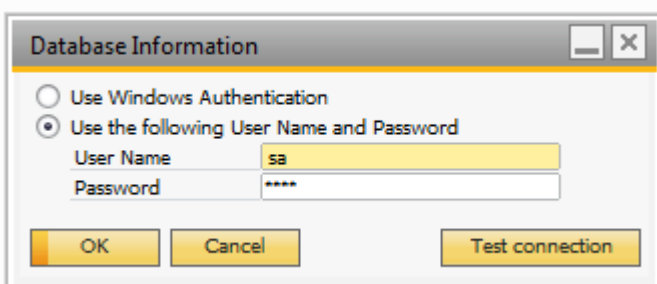 Database Information
Use Windows Authentication
Use the following User Name and Password
User Name sa
Password ****
OK Cancel Test connection